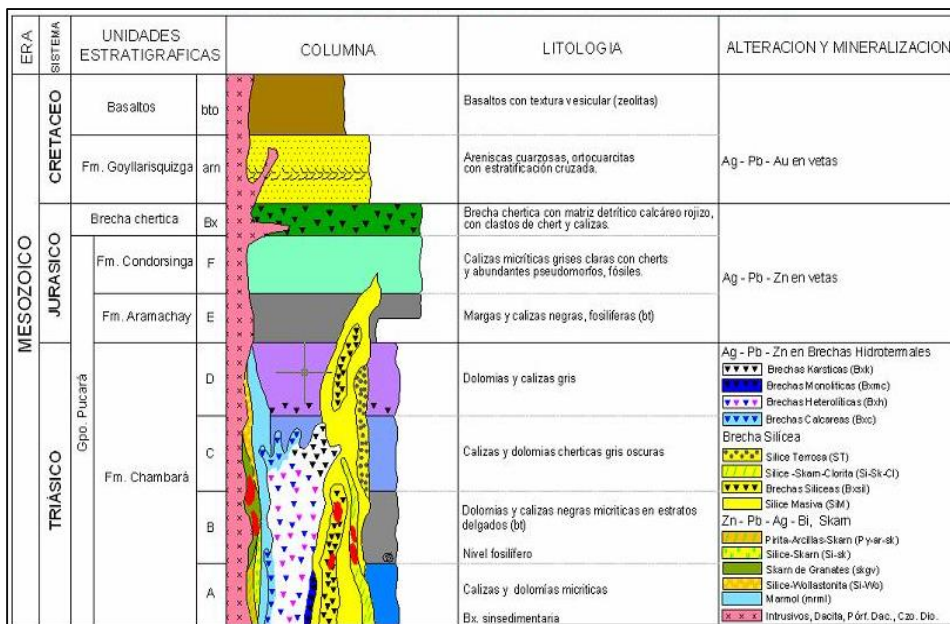 ERA
SISTEMA
UNIDADES
ESTRATIGRAFICAS
COLUMNA
LITOLOGIA
ALTERACION Y MINERALIZACION
MESOZOICO
CRETACEO
JURASICO
TRIÁSICO
Gpo. Pucará
Basaltos
bto
Basaltos con textura vesicular (zeolitas)
Fm. Goyllarisquizga
arn
Areniscas cuarzosas, ortocuarcitas
con estratificación cruzada.
Ag - Pb - Au en vetas
Brecha chertica
Bx
Brecha chertica con matriz detrítico calcáreo rojizo,
con clastos de chert y calizas.
Fm. Condorsinga
F
Calizas micríticas grises claras con cherts
y abundantes pseudomorfos, fósiles.
Ag - Pb - Zn en vetas
Fm. Aramachay
E
Margas y calizas negras, fosilíferas (bt)
Fm. Chambará
D
Dolomias y calizas gris
C
Calizas y dolomias cherticas gris oscuras
B
Dolomias y calizas negras micriticas en estratos
delgados (bt)
Nivel fosilífero
A
Calizas y dolomías micriticas
Bx. sinsedimentaria
Ag - Pb - Zn en Brechas Hidrotermales
Brechas Karsticas (Bxk)
Brechas Monolíticas (Bxmc)
Brechas Heterolíticas (Bxh)
Brechas Calcareas (Bxc)
Brecha Silícea
Silice Terrosa (ST)
Silice -Skarn-Clorita (Si-Sk-Cl)
Brechas Siliceas (Bxsil)
Silice Masiva (SiM)
Zn - Pb - Ag - Bi, Skarn
Pirita-Arcillas-Skarn (Py-ar-sk)
Silice-Skarn (Si-sk)
Skarn de Granates (skgv)
Silice-Wollastonita (Si-Wo)
Marmol (mrml)
Intrusivos, Dacita, Pórf. Dac., Czo. Dio.